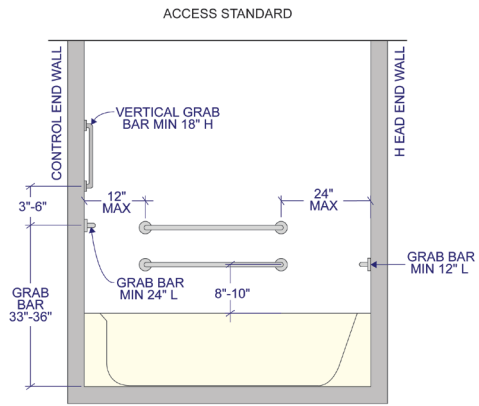 ACCESS STANDARD
CONTROL END WALL
HEAD END WALL
VERTICAL GRAB
BAR MIN 18" H
12"
MAX
24"
MAX
3"-6"
GRAB BAR
MIN 12" L
GRAB BAR
MIN 24" L
8"-10"
GRAB
BAR
33"-36"